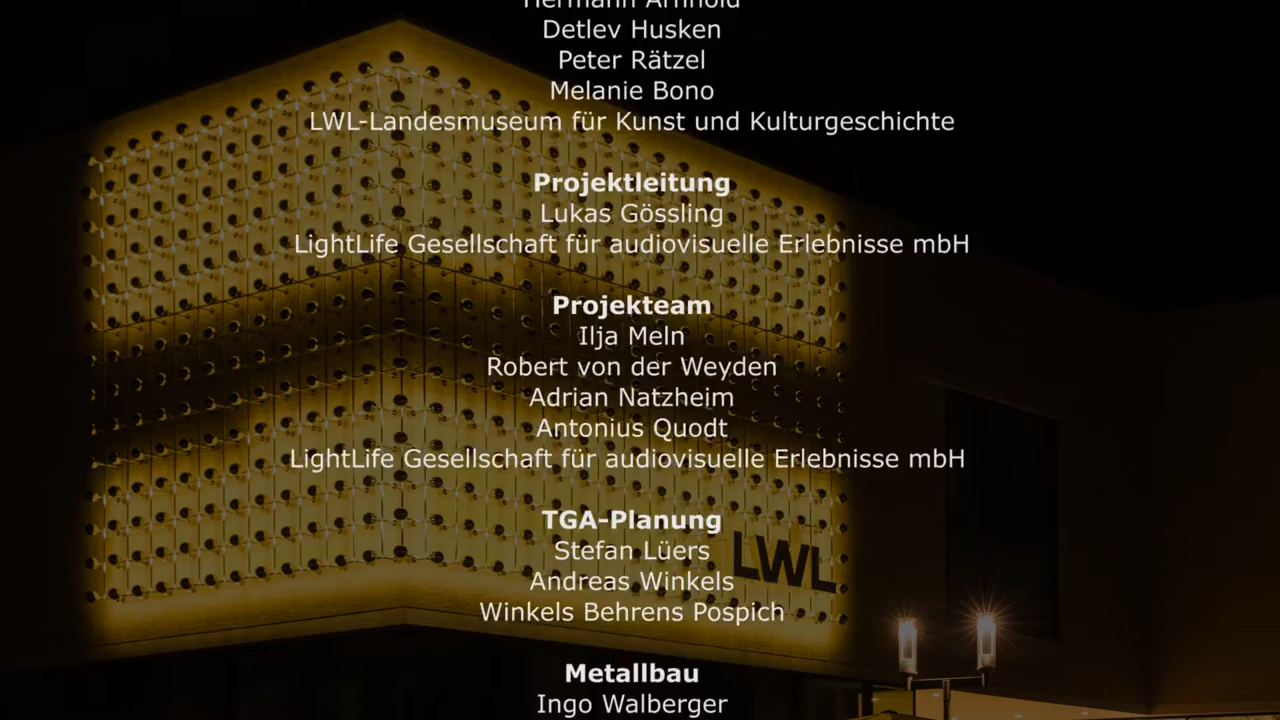 Hermann Arnhold
Detlev Husken
Peter Rätzel
Melanie Bono
LWL-Landesmuseum für Kunst und Kulturgeschichte
Projektleitung
Lukas Gössling
LightLife Gesellschaft für audiovisuelle Erlebnisse mbH
Projekteam
Ilja Meln
Robert von der Weyden
Adrian Natzheim
Antonius Quodt
LightLife Gesellschaft für audiovisuelle Erlebnisse mbH
TGA-Planung
Stefan Lüers
Andreas Winkels
Winkels Behrens Pospich
LWL
Metallbau
Ingo Walberger